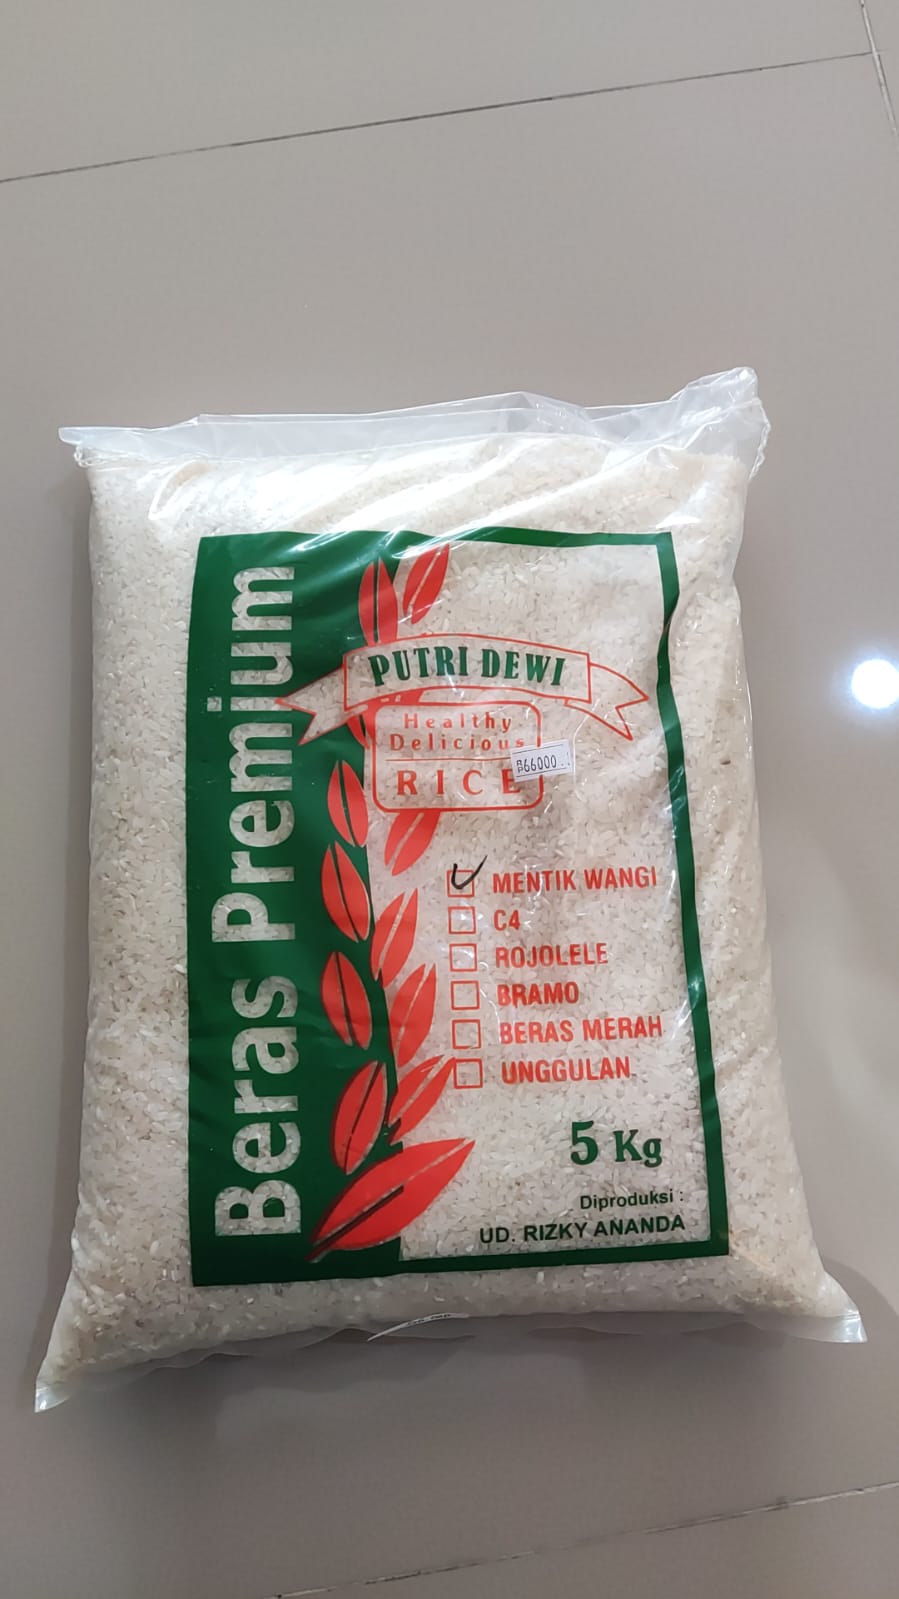 Beras Premium
PUTRI DEWI
Healthy
Delicious
RICE
Rp66000
MENTIK WANGI
C4
ROJOLELE
BRAMO
BERAS MERAH
UNGGULAN
5 Kg
Diproduksi :
UD. RIZKY ANANDA